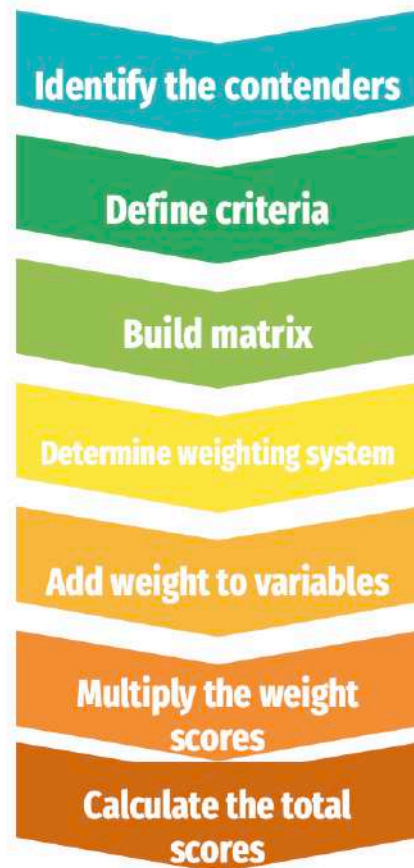 Identify the contenders
Define criteria
Build matrix
Determine weighting system
Add weight to variables
Multiply the weight
scores
Calculate the total
scores